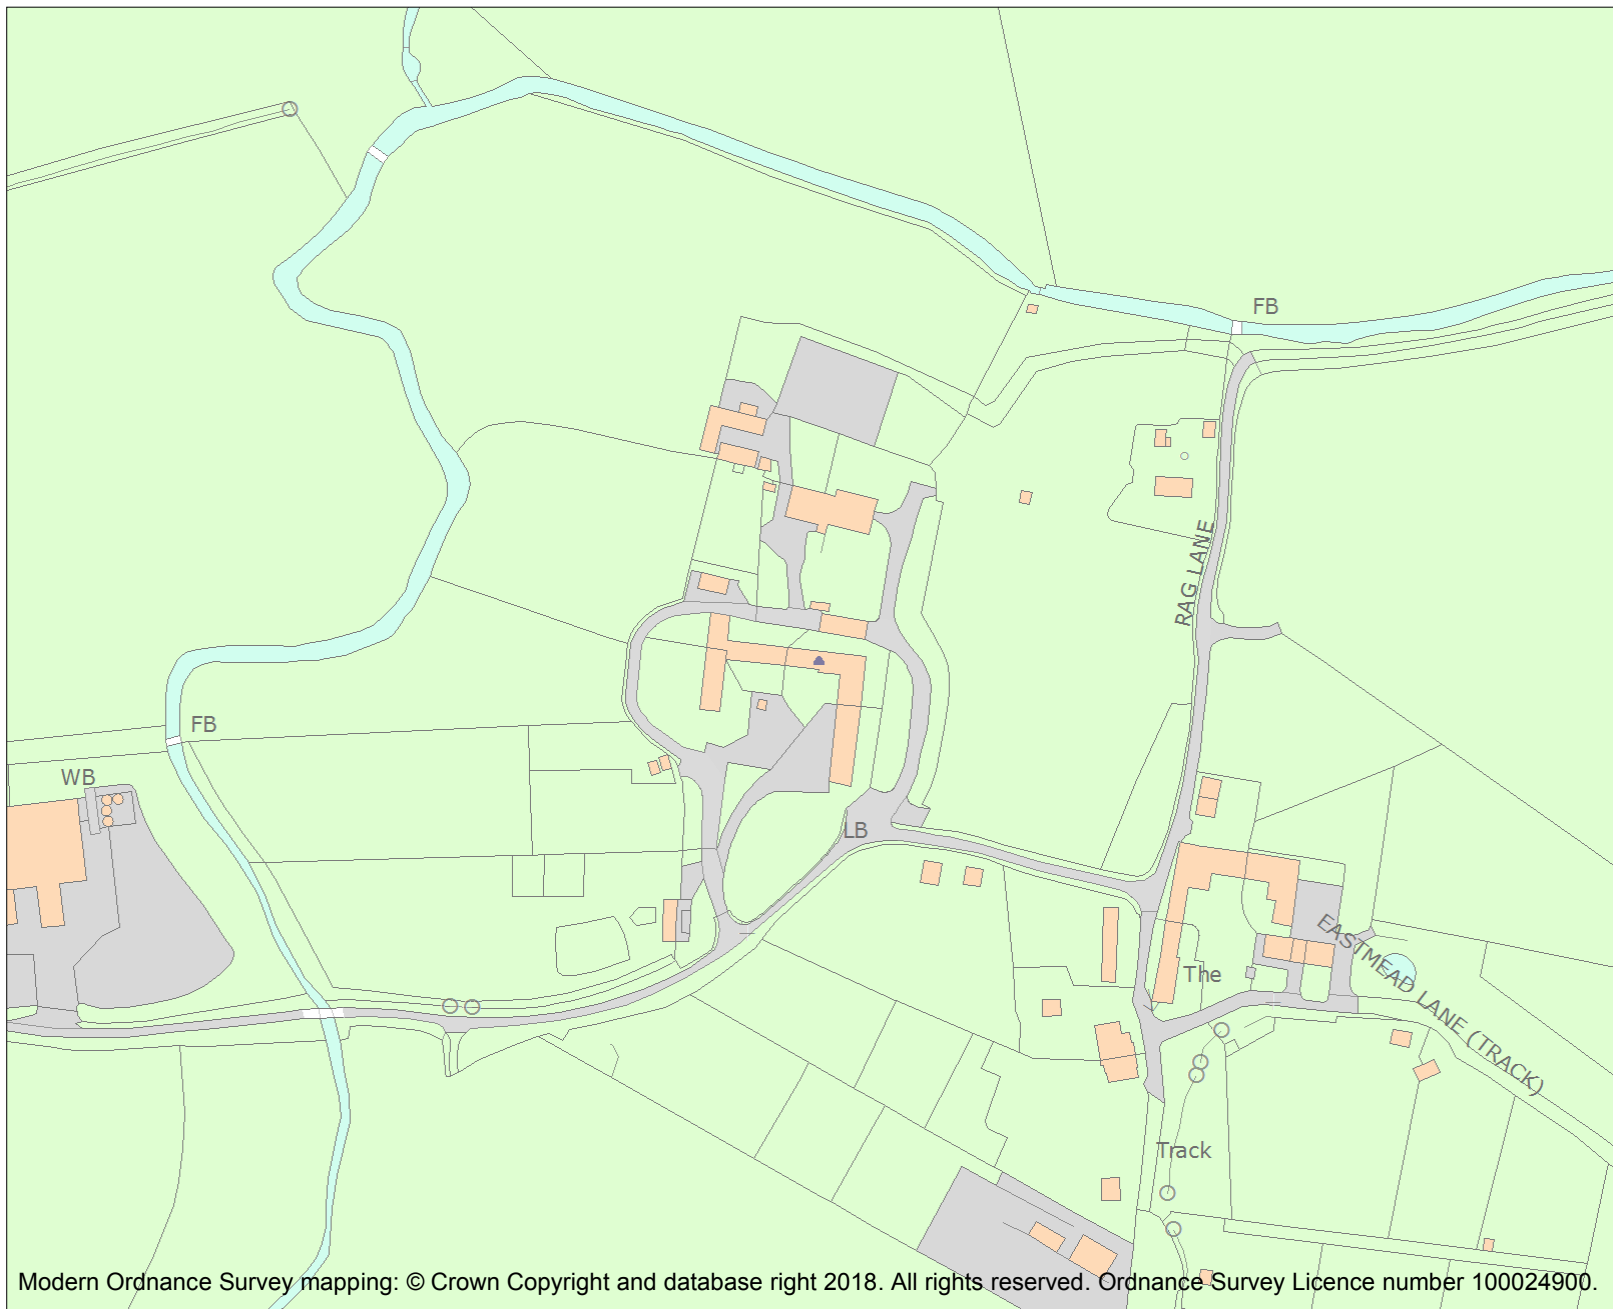 FB
RAG LANE
FB
WB
LB
EASTMEAD LANE (TRACK)
The
Track
Modern Ordnance Survey mapping: © Crown Copyright and database right 2018. All rights reserved. Ordnance Survey Licence number 100024900.